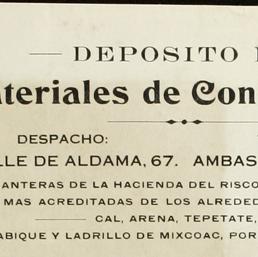 DEPOSITO
ateriales de Con
DESPACHO:
LLE DE ALDAMA, 67. AMBAS
ANTERAS DE LA HACIENDA DEL RISCO
MAS ACREDITADAS DE LOS ALREDED
CAL, ARENA, TEPETATE,
ABIQUE Y LADRILLO DE MIXCOAC, POR